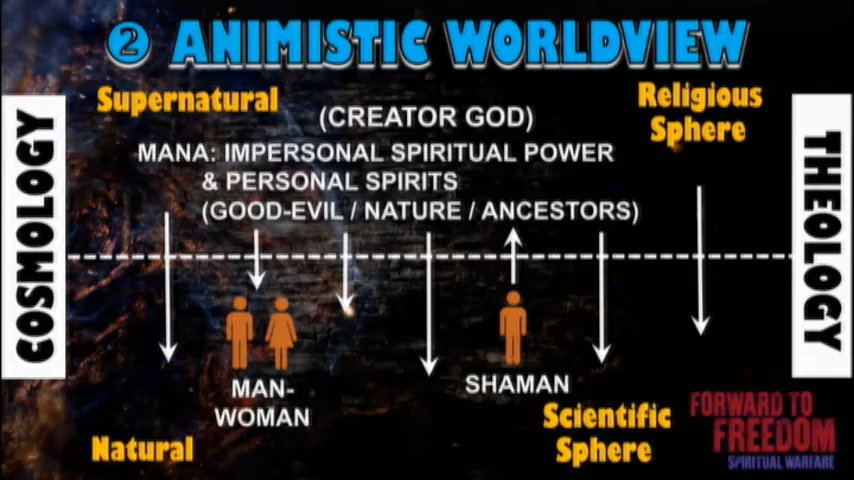 ② ANIMISTIC WORLDVIEW
Supernatural
Religious
Sphere
(CREATOR GOD)
MANA: IMPERSONAL SPIRITUAL POWER
& PERSONAL SPIRITS
(GOOD-EVIL / NATURE / ANCESTORS)
COSMOLOGY
THEOLOGY
MAN-
WOMAN
SHAMAN
Natural
Scientific
Sphere
FORWARD TO
FREEDOM
SPIRITUAL WARFARE